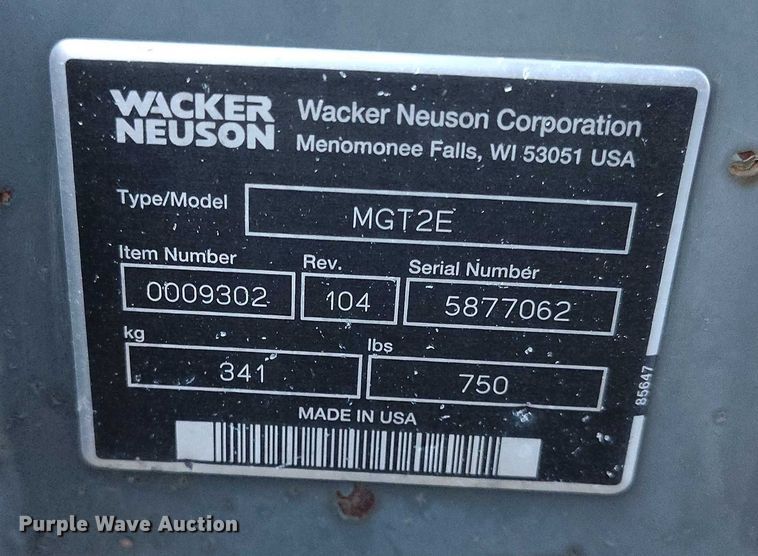 WACKER NEUSON
Wacker Neuson Corporation
Menomonee Falls, WI 53051 USA
Type/Model MGT2E
Item Number Rev. Serial Number
0009302 104 5877062
kg lbs
341 750
85647
MADE IN USA
Purple Wave Auction